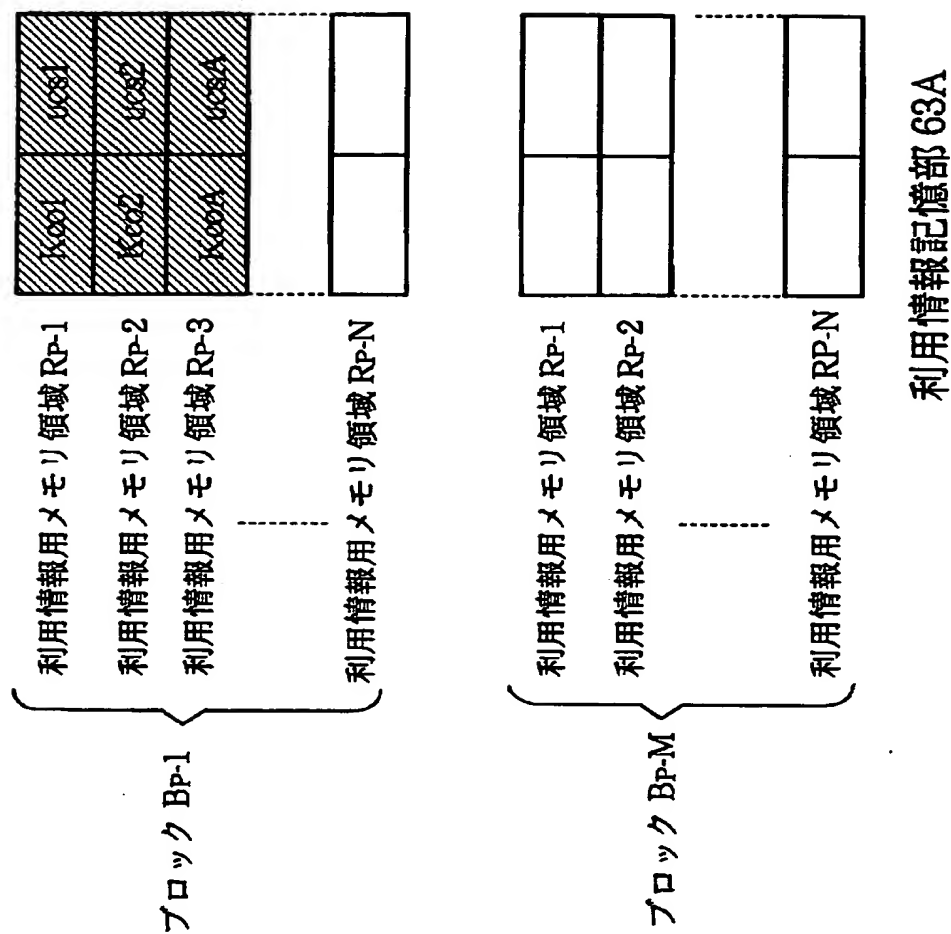 ブロック BP-1
利用情報用メモリ領域 RP-1
Kco1 ucs1
利用情報用メモリ領域 RP-2
Kco2 ucs2
利用情報用メモリ領域 RP-3
KcoA ucsA
利用情報用メモリ領域 RP-N
ブロック BP-M
利用情報用メモリ領域 RP-1
利用情報用メモリ領域 RP-2
利用情報用メモリ領域 RP-N
利用情報記憶部 63A